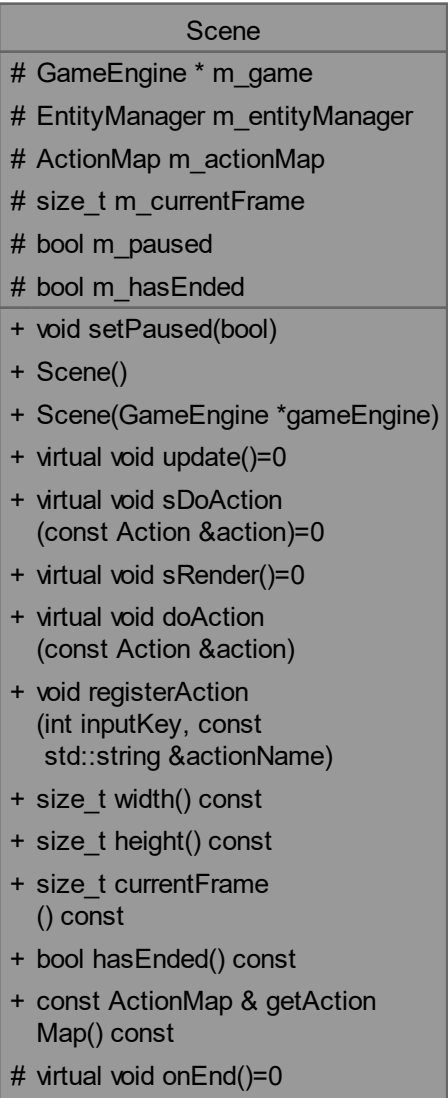 Scene
# GameEngine * m_game
# EntityManager m_entityManager
# ActionMap m_actionMap
# size_t m_currentFrame
# bool m_paused
# bool m_hasEnded
+ void setPaused(bool)
+ Scene()
+ Scene(GameEngine *gameEngine)
+ virtual void update()=0
+ virtual void sDoAction
(const Action &action)=0
+ virtual void sRender()=0
+ virtual void doAction
(const Action &action)
+ void registerAction
(int inputKey, const
std::string &actionName)
+ size_t width() const
+ size_t height() const
+ size_t currentFrame
() const
+ bool hasEnded() const
+ const ActionMap & getAction
Map() const
# virtual void onEnd()=0